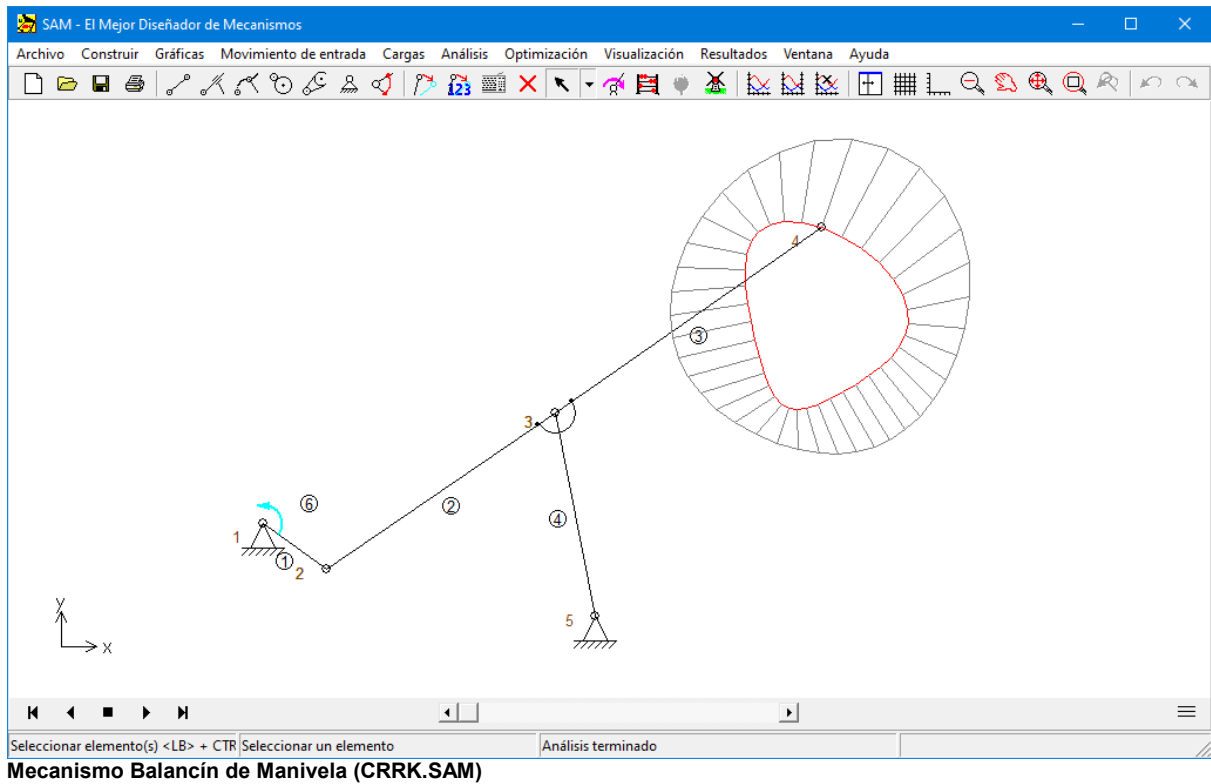 SAM - El Mejor Diseñador de Mecanismos
Archivo Construir Gráficas Movimiento de entrada Cargas Análisis Optimización Visualización Resultados Ventana Ayuda
123
4
3
3
2
6
4
1
1
2
5
y
x
Seleccionar elemento(s) <LB> + CTR Seleccionar un elemento Análisis terminado
Mecanismo Balancín de Manivela (CRRK.SAM)